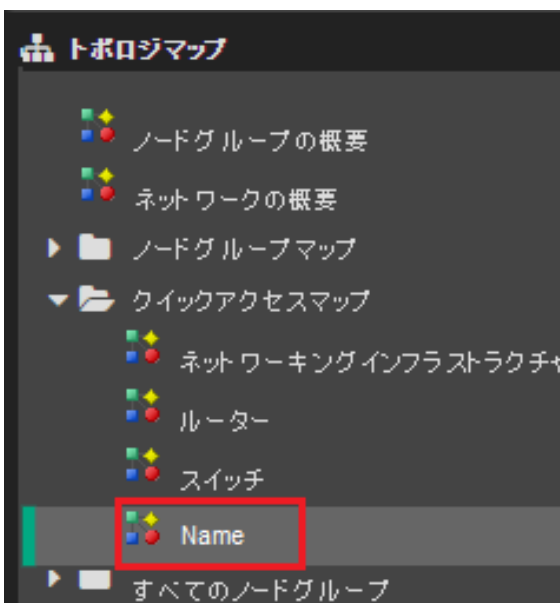 トポロジマップ
ノードグループの概要
ネットワークの概要
ノードグループマップ
クイックアクセスマップ
ネットワーキングインフラストラクチャ
ルーター
スイッチ
Name
すべてのノードグループ